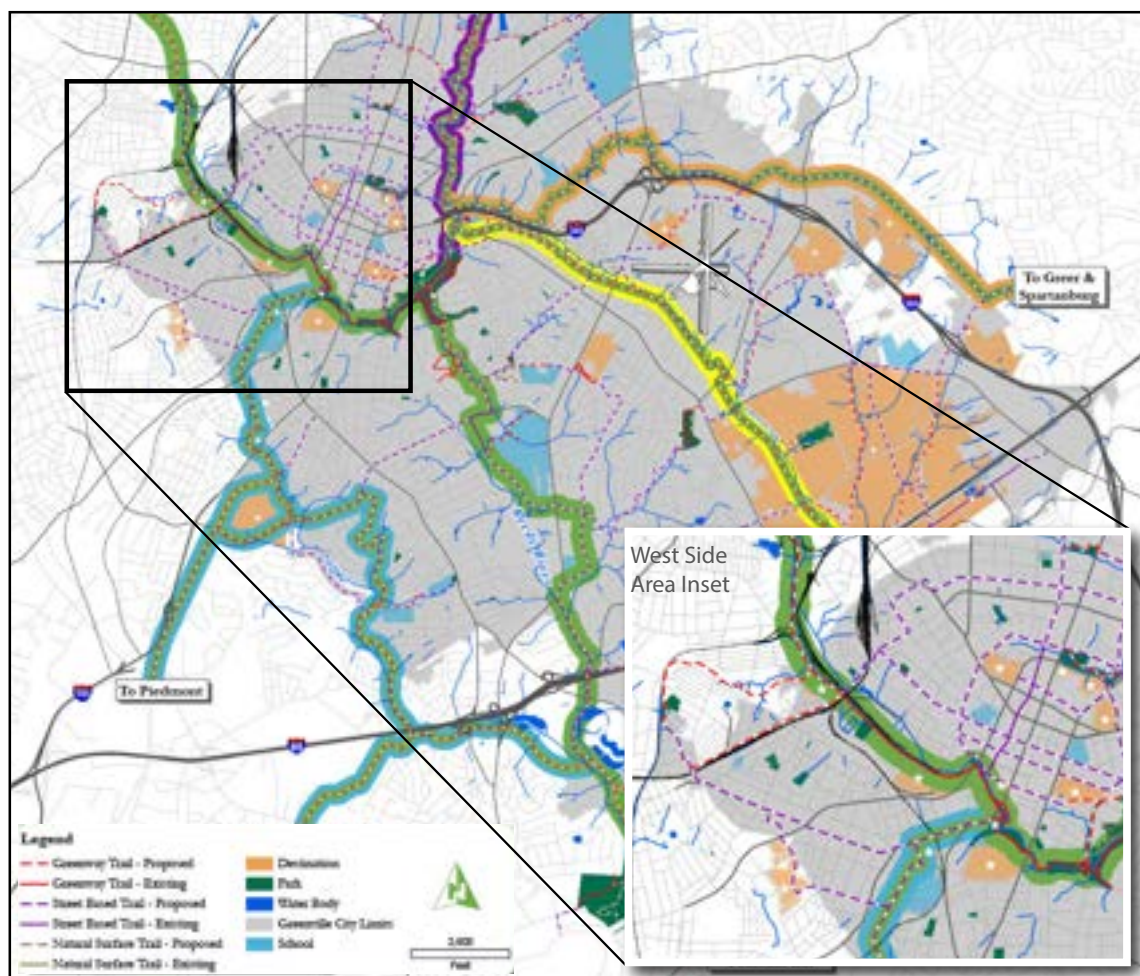 To Greer &
Spartanburg
West Side
Area Inset
To Piedmont
Legend
Greenway Trail - Proposed
Greenway Trail - Existing
Street Based Trail - Proposed
Street Based Trail - Existing
Natural Surface Trail - Proposed
Natural Surface Trail - Existing
Destination
Park
Water Body
Greenville City Limits
School
Feet